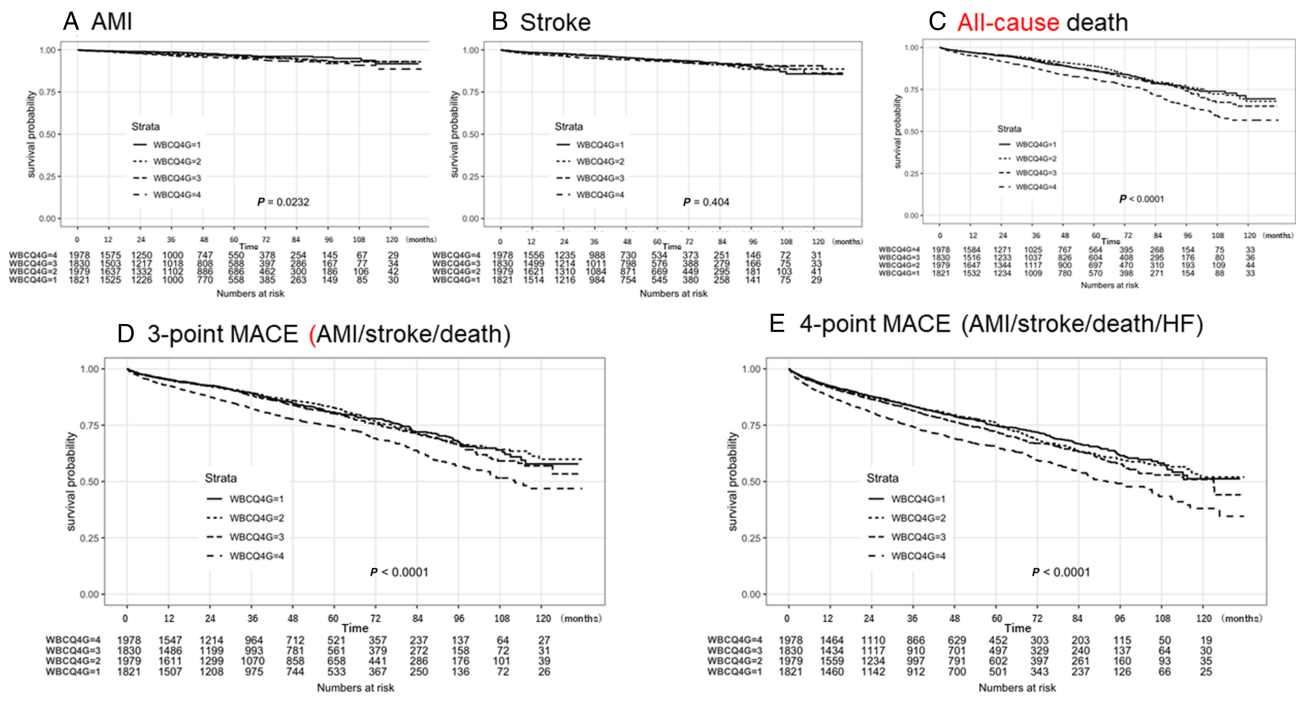 A AMI
survival probability
1.00
0.75
0.50
0.25
0.00
Strata
WBCQ4G=1
WBCQ4G=2
WBCQ4G=3
WBCQ4G=4
P = 0.0232
0 12 24 36 48 60 72 84 96 108 120 (months)
Time
WBCQ4G=4 1978 1575 1250 1000 747 550 378 254 145 67 29
WBCQ4G=3 1830 1503 1217 1018 808 588 397 286 167 77 34
WBCQ4G=2 1979 1637 1332 1102 886 686 462 300 186 106 42
WBCQ4G=1 1821 1525 1226 1000 770 558 385 263 149 85 30
Numbers at risk
B Stroke
survival probability
1.00
0.75
0.50
0.25
0.00
Strata
WBCQ4G=1
WBCQ4G=2
WBCQ4G=3
WBCQ4G=4
P = 0.404
0 12 24 36 48 60 72 84 96 108 120 (months)
Time
WBCQ4G=4 1978 1556 1235 988 730 534 373 251 146 72 31
WBCQ4G=3 1830 1499 1214 1011 798 576 388 279 166 75 33
WBCQ4G=2 1979 1621 1310 1084 871 669 449 295 181 103 41
WBCQ4G=1 1821 1514 1216 984 754 545 380 258 141 75 29
Numbers at risk
C All-cause death
survival probability
1.00
0.75
0.50
0.25
0.00
Strata
WBCQ4G=1
WBCQ4G=2
WBCQ4G=3
WBCQ4G=4
P < 0.0001
0 12 24 36 48 60 72 84 96 108 120 (months)
Time
WBCQ4G=4 1978 1584 1271 1025 767 564 395 268 154 75 33
WBCQ4G=3 1830 1516 1233 1037 826 604 408 295 176 80 36
WBCQ4G=2 1979 1647 1344 1117 900 697 470 310 193 109 44
WBCQ4G=1 1821 1532 1234 1009 780 570 398 271 154 88 33
Numbers at risk
D 3-point MACE (AMI/stroke/death)
survival probability
1.00
0.75
0.50
0.25
0.00
Strata
WBCQ4G=1
WBCQ4G=2
WBCQ4G=3
WBCQ4G=4
P < 0.0001
0 12 24 36 48 60 72 84 96 108 120 (months)
Time
WBCQ4G=4 1978 1547 1214 964 712 521 357 237 137 64 27
WBCQ4G=3 1830 1486 1199 993 781 561 379 272 158 72 31
WBCQ4G=2 1979 1611 1299 1070 858 658 441 286 176 101 39
WBCQ4G=1 1821 1507 1208 975 744 533 367 250 136 72 26
Numbers at risk
E 4-point MACE (AMI/stroke/death/HF)
survival probability
1.00
0.75
0.50
0.25
0.00
Strata
WBCQ4G=1
WBCQ4G=2
WBCQ4G=3
WBCQ4G=4
P < 0.0001
0 12 24 36 48 60 72 84 96 108 120 (months)
Time
WBCQ4G=4 1978 1464 1110 866 629 452 303 203 115 50 19
WBCQ4G=3 1830 1434 1117 910 701 497 329 240 137 64 30
WBCQ4G=2 1979 1559 1234 997 791 602 397 261 160 93 35
WBCQ4G=1 1821 1460 1142 912 700 501 343 237 126 66 25
Numbers at risk